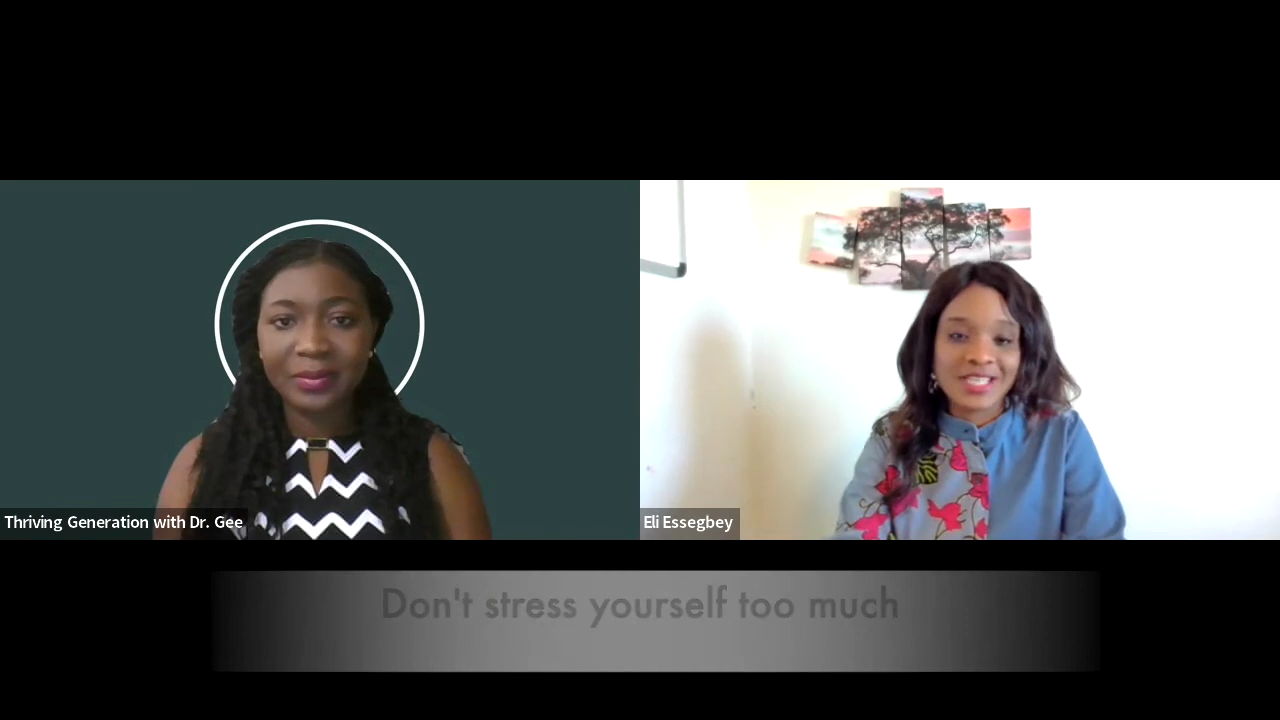 Thriving Generation with Dr. Gee
Eli Essegbey
Don't stress yourself too much